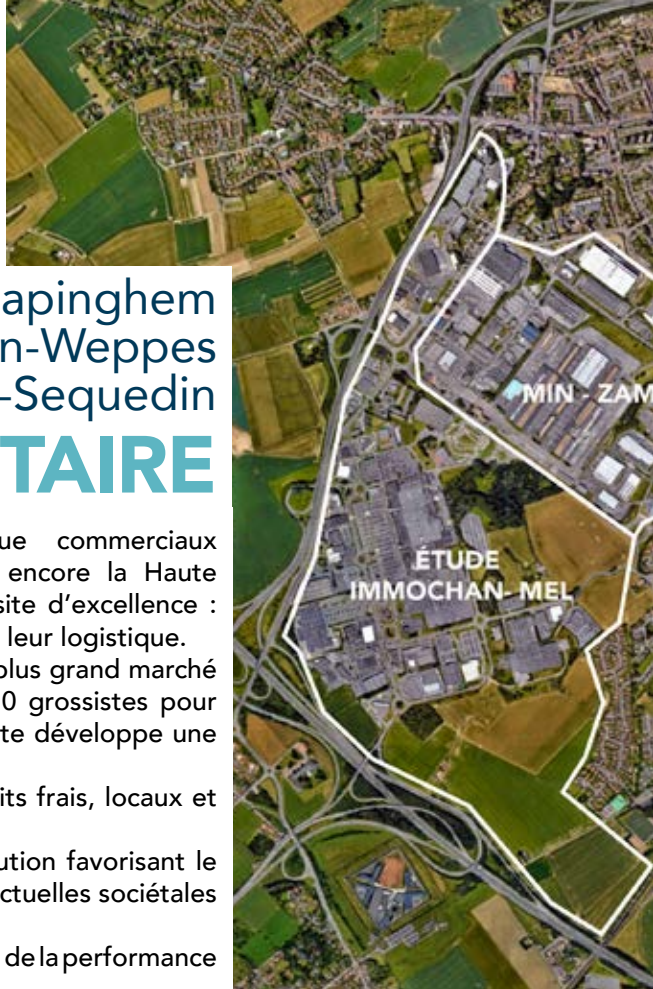 apinghem
n-Weppes
-Sequedin
TAIRE
ue commerciaux
encore la Haute
site d’excellence :
leur logistique.
plus grand marché
0 grossistes pour
te développe une
its frais, locaux et
ution favorisant le
ctuelles sociétales
de la performance
MIN - ZAM
ÉTUDE
IMMOCHAN- MEL